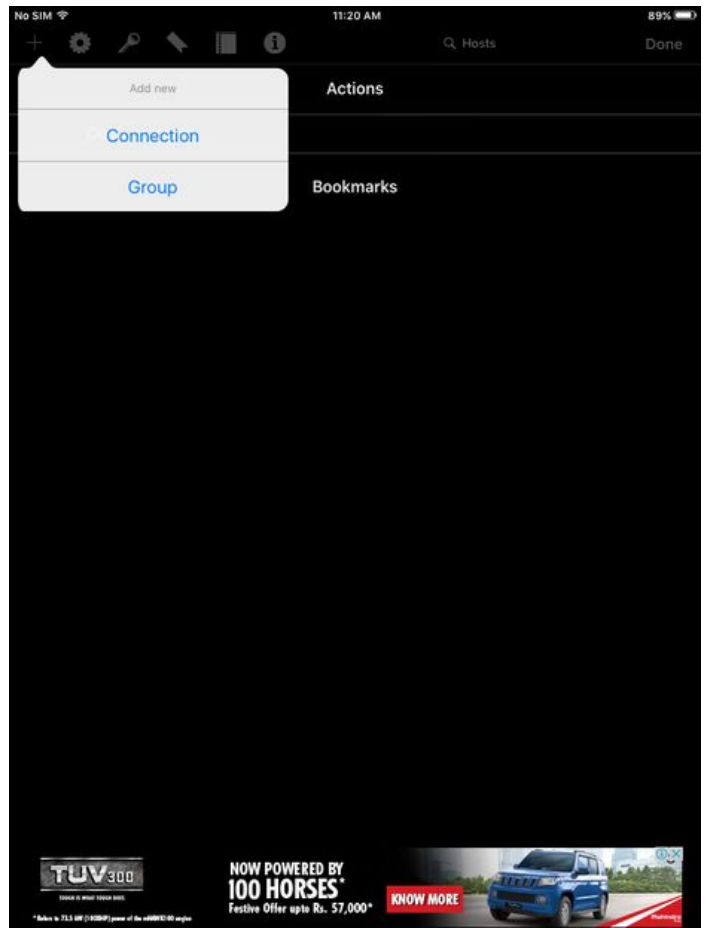 No SIM 11:20 AM 89%
Hosts Done
Add new
Actions
Connection
Group
Bookmarks
TUV300
NOW POWERED BY
100 HORSES*
Festive Offer upto Rs. 57,000*
KNOW MORE